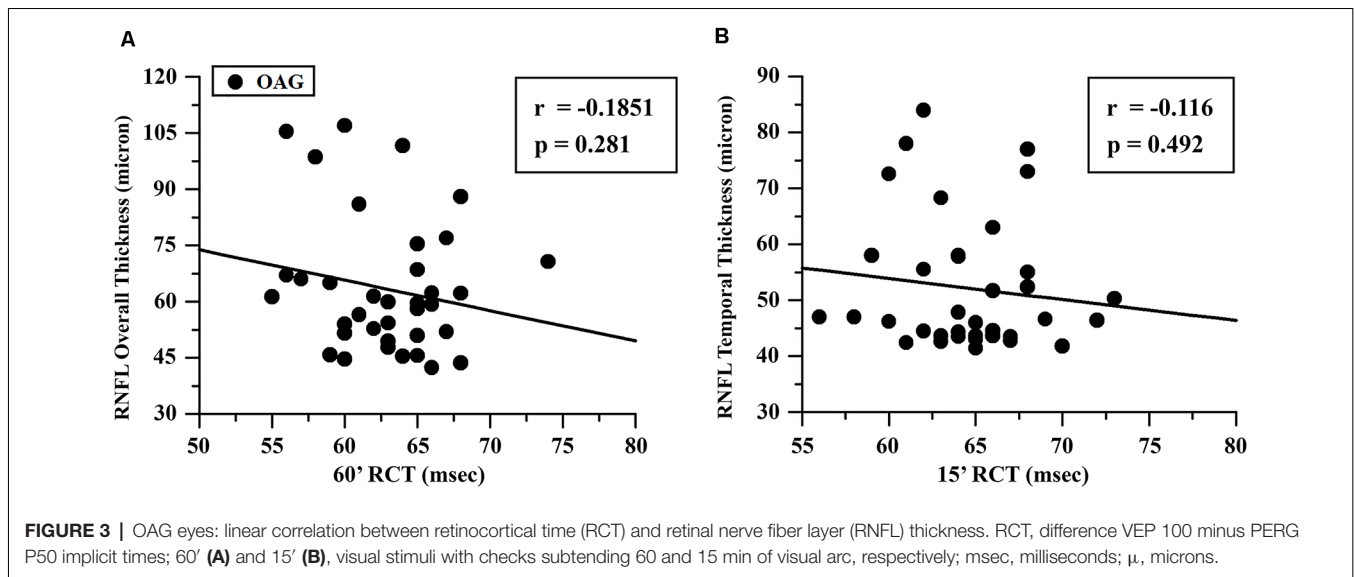 A
120
105
90
75
60
45
30
RNFL Overall Thickness (micron)
OAG
r = -0.1851
p = 0.281
50 55 60 65 70 75 80
60' RCT (msec)
B
90
80
70
60
50
40
30
RNFL Temporal Thickness (micron)
r = -0.116
p = 0.492
55 60 65 70 75 80
15' RCT (msec)
FIGURE 3 | OAG eyes: linear correlation between retinocortical time (RCT) and retinal nerve fiber layer (RNFL) thickness. RCT, difference VEP 100 minus PERG
P50 implicit times; 60′ (A) and 15′ (B), visual stimuli with checks subtending 60 and 15 min of visual arc, respectively; msec, milliseconds; μ, microns.